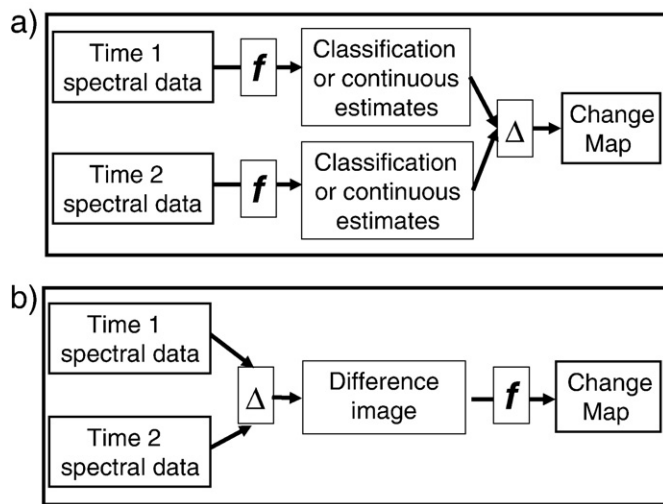 a)
Time 1
spectral data
f
Classification
or continuous
estimates
Time 2
spectral data
f
Classification
or continuous
estimates
Δ
Change
Map
b)
Time 1
spectral data
Time 2
spectral data
Δ
Difference
image
f
Change
Map